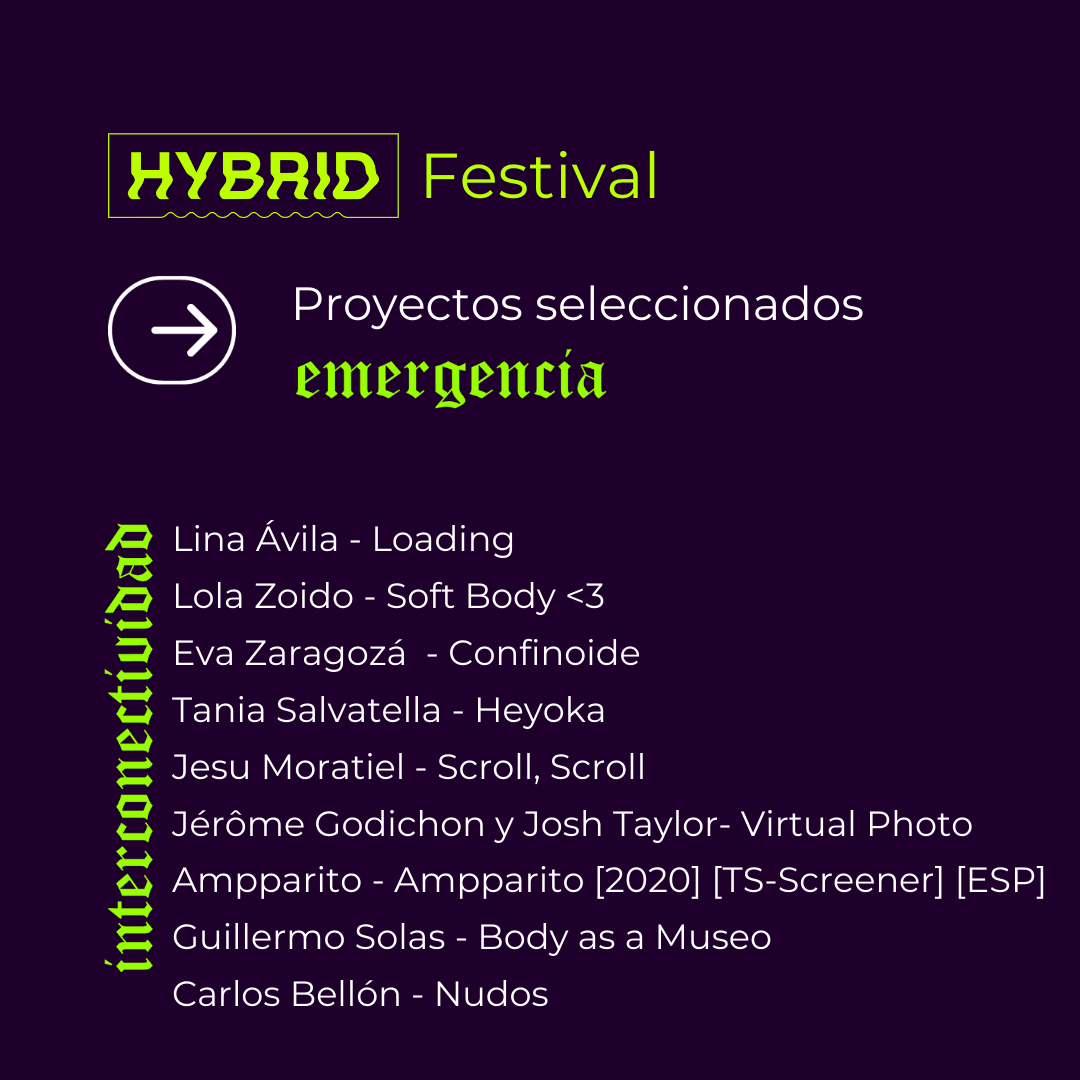 HYBRID Festival
Proyectos seleccionados
emergencia
interconectividad
Lina Ávila - Loading
Lola Zoido - Soft Body <3
Eva Zaragozá  - Confinoide
Tania Salvatella - Heyoka
Jesu Moratiel - Scroll, Scroll
Jérôme Godichon y Josh Taylor- Virtual Photo
Ampparito - Ampparito [2020] [TS-Screener] [ESP]
Guillermo Solas - Body as a Museo
Carlos Bellón - Nudos